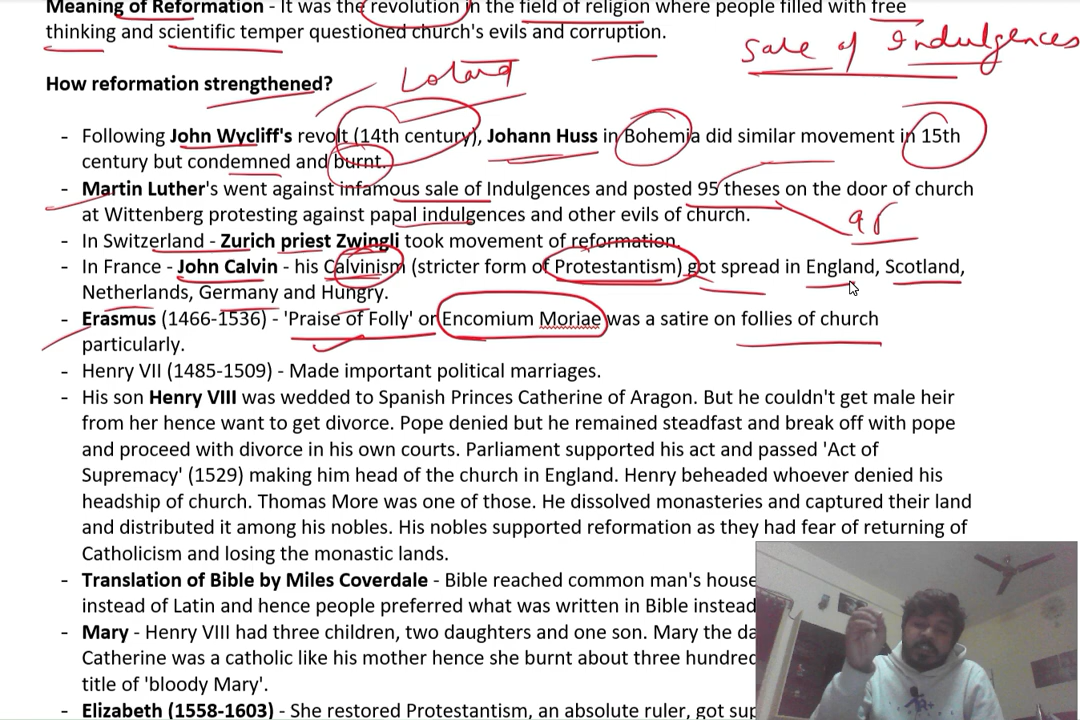 Meaning of Reformation - It was the revolution in the field of religion where people filled with free
thinking and scientific temper questioned church's evils and corruption.
Sale of Indulgences
How reformation strengthened?
- Following John Wycliff's revolt (14th century), Johann Huss in Bohemia did similar movement in 15th
century but condemned and burnt.
- Martin Luther's went against infamous sale of Indulgences and posted 95 theses on the door of church
at Wittenberg protesting against papal indulgences and other evils of church.
95
- In Switzerland - Zurich priest Zwingli took movement of reformation.
- In France - John Calvin - his Calvinism (stricter form of Protestantism) got spread in England, Scotland,
Netherlands, Germany and Hungry.
- Erasmus (1466-1536) - 'Praise of Folly' or Encomium Moriae was a satire on follies of church
particularly.
- Henry VII (1485-1509) - Made important political marriages.
- His son Henry VIII was wedded to Spanish Princes Catherine of Aragon. But he couldn't get male heir
from her hence want to get divorce. Pope denied but he remained steadfast and break off with pope
and proceed with divorce in his own courts. Parliament supported his act and passed 'Act of
Supremacy' (1529) making him head of the church in England. Henry beheaded whoever denied his
headship of church. Thomas More was one of those. He dissolved monasteries and captured their land
and distributed it among his nobles. His nobles supported reformation as they had fear of returning of
Catholicism and losing the monastic lands.
- Translation of Bible by Miles Coverdale - Bible reached common man's house
instead of Latin and hence people preferred what was written in Bible instead
- Mary - Henry VIII had three children, two daughters and one son. Mary the da
Catherine was a catholic like his mother hence she burnt about three hundred
title of 'bloody Mary'.
- Elizabeth (1558-1603) - She restored Protestantism, an absolute ruler, got sup